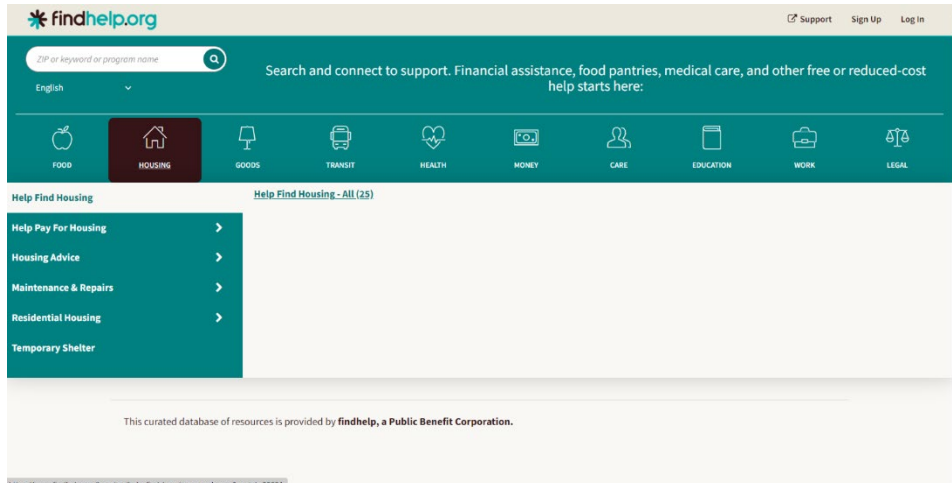 findhelp.org
Support Sign Up Log In
ZIP or keyword or program name
English
Search and connect to support. Financial assistance, food pantries, medical care, and other free or reduced-cost
help starts here:
FOOD HOUSING GOODS TRANSIT HEALTH MONEY CARE EDUCATION WORK LEGAL
Help Find Housing
Help Pay For Housing
Housing Advice
Maintenance & Repairs
Residential Housing
Temporary Shelter
Help Find Housing - All (25)
This curated database of resources is provided by findhelp, a Public Benefit Corporation.